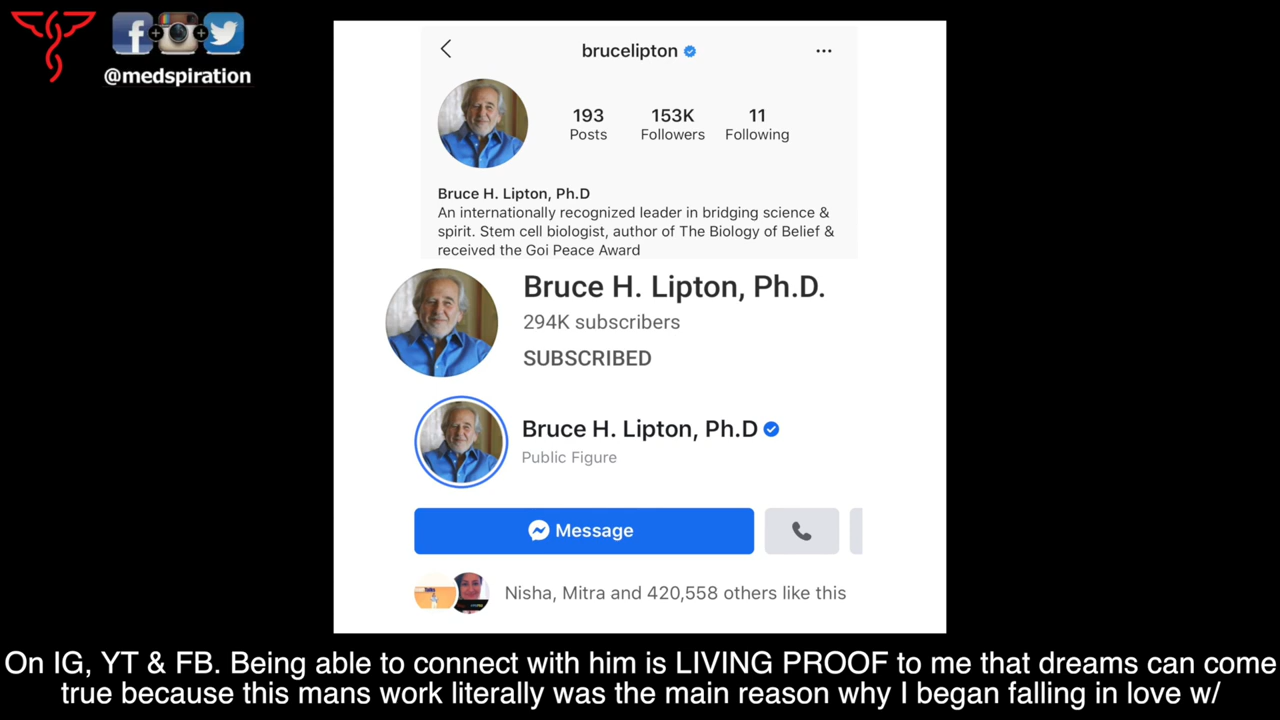 @medspiration
brucelipton
193
153K
11
Posts
Followers
Following
Bruce H. Lipton, Ph.D
An internationally recognized leader in bridging science &
spirit. Stem cell biologist, author of The Biology of Belief &
received the Goi Peace Award
Bruce H. Lipton, Ph.D.
294K subscribers
SUBSCRIBED
Bruce H. Lipton, Ph.D
Public Figure
Message
Nisha, Mitra and 420,558 others like this
On IG, YT & FB. Being able to connect with him is LIVING PROOF to me that dreams can come
true because this mans work literally was the main reason why I began falling in love w/